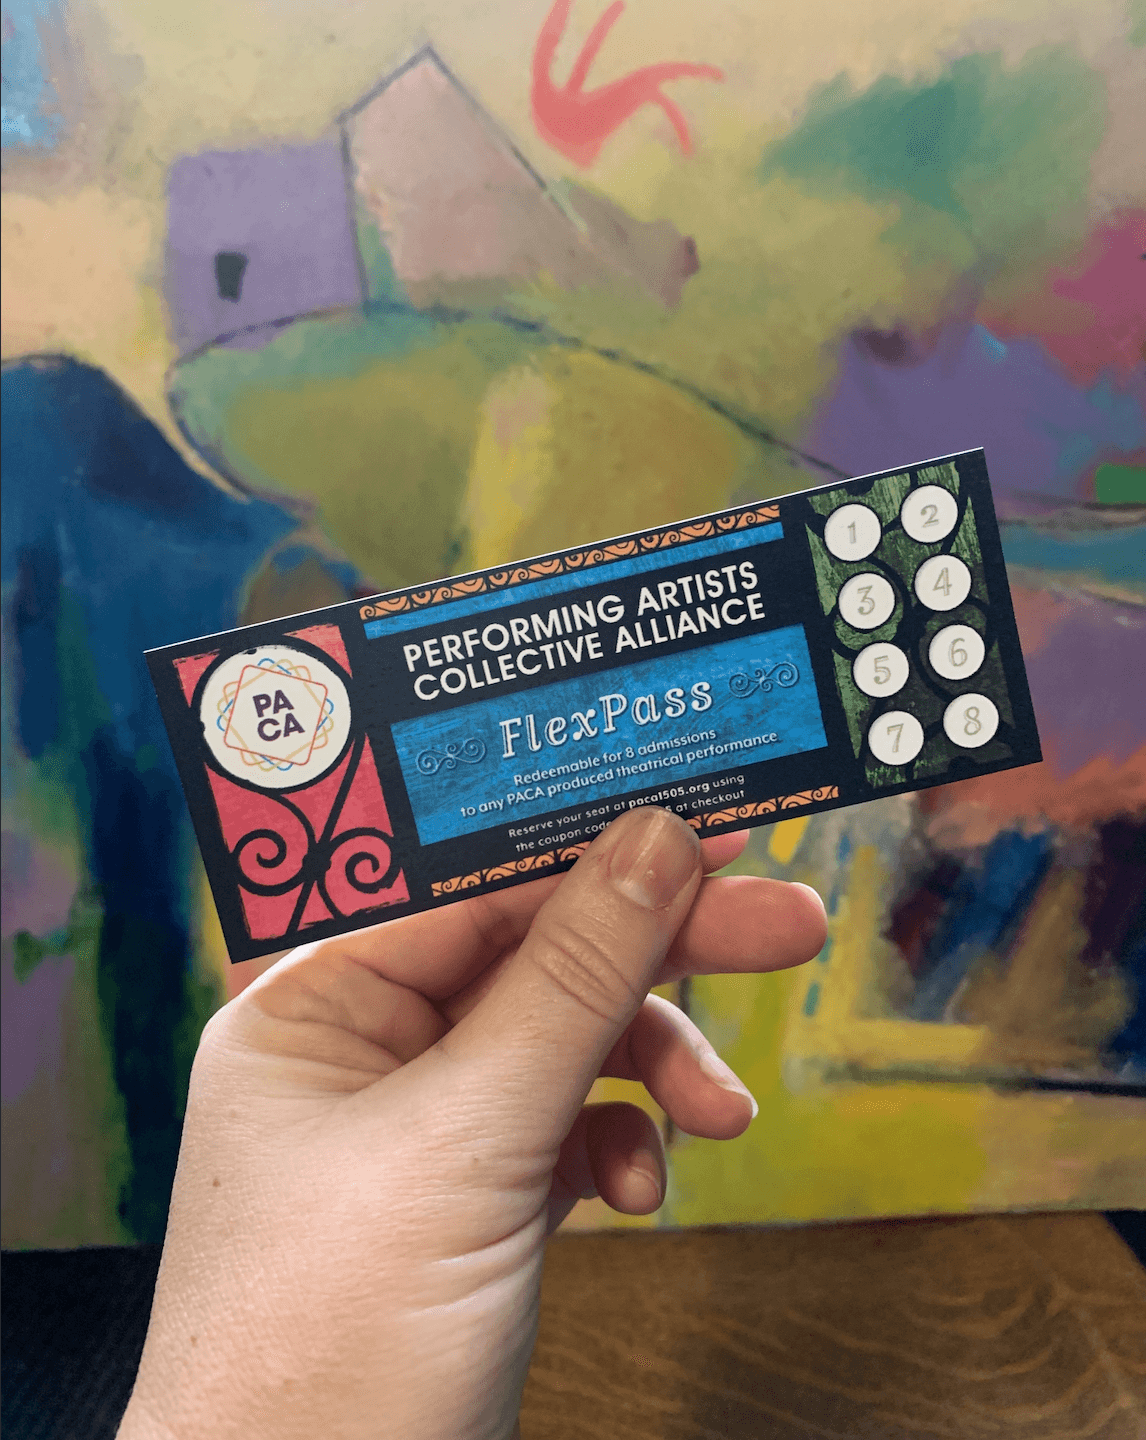 PA
CA
PERFORMING ARTISTS
COLLECTIVE ALLIANCE
FlexPass
Redeemable for 8 admissions
to any PACA produced theatrical performance
Reserve your seat at paca1505.org using
the coupon code at checkout
1 2
3 4
5 6
7 8